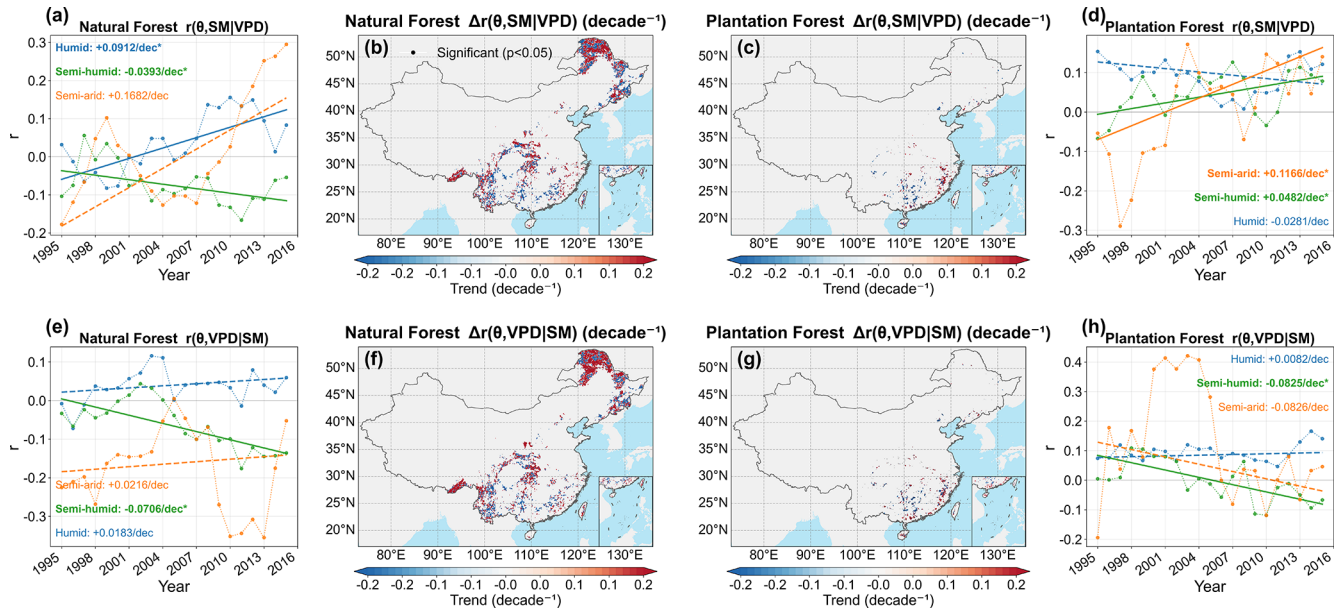 (a)
Natural Forest r(θ,SM|VPD)
Humid: +0.0912/dec*
Semi-humid: -0.0393/dec*
Semi-arid: +0.1682/dec
0.3
0.2
0.1
0.0
-0.1
-0.2
r
1995
1998
2001
2004
2007
2010
2013
2016
Year
Natural Forest Δr(θ,SM|VPD) (decade⁻¹)
(b)
Significant (p<0.05)
50°N
45°N
40°N
35°N
30°N
25°N
20°N
80°E
90°E
100°E
110°E
120°E
130°E
-0.2
-0.2
-0.1
-0.1
0.0
0.0
0.1
0.1
0.2
0.2
Trend (decade⁻¹)
Plantation Forest Δr(θ,SM|VPD) (decade⁻¹)
(c)
50°N
45°N
40°N
35°N
30°N
25°N
20°N
80°E
90°E
100°E
110°E
120°E
130°E
-0.2
-0.2
-0.1
-0.1
0.0
0.0
0.1
0.1
0.2
0.2
Trend (decade⁻¹)
(d)
Plantation Forest r(θ,SM|VPD)
0.1
0.0
-0.1
-0.2
-0.3
r
Semi-arid: +0.1166/dec*
Semi-humid: +0.0482/dec*
Humid: -0.0281/dec
1995
1998
2001
2004
2007
2010
2013
2016
Year
(e)
Natural Forest r(θ,VPD|SM)
0.1
0.0
-0.1
-0.2
-0.3
r
Semi-arid: +0.0216/dec
Semi-humid: -0.0706/dec*
Humid: +0.0183/dec
1995
1998
2001
2004
2007
2010
2013
2016
Year
Natural Forest Δr(θ,VPD|SM) (decade⁻¹)
(f)
50°N
45°N
40°N
35°N
30°N
25°N
20°N
80°E
90°E
100°E
110°E
120°E
130°E
-0.2
-0.2
-0.1
-0.1
0.0
0.0
0.1
0.1
0.2
0.2
Trend (decade⁻¹)
Plantation Forest Δr(θ,VPD|SM) (decade⁻¹)
(g)
50°N
45°N
40°N
35°N
30°N
25°N
20°N
80°E
90°E
100°E
110°E
120°E
130°E
-0.2
-0.2
-0.1
-0.1
0.0
0.0
0.1
0.1
0.2
0.2
Trend (decade⁻¹)
(h)
Plantation Forest r(θ,VPD|SM)
Humid: +0.0082/dec
Semi-humid: -0.0825/dec*
Semi-arid: -0.0826/dec
0.4
0.3
0.2
0.1
0.0
-0.1
0.2
r
1995
1998
2001
2004
2007
2010
2013
2016
Year